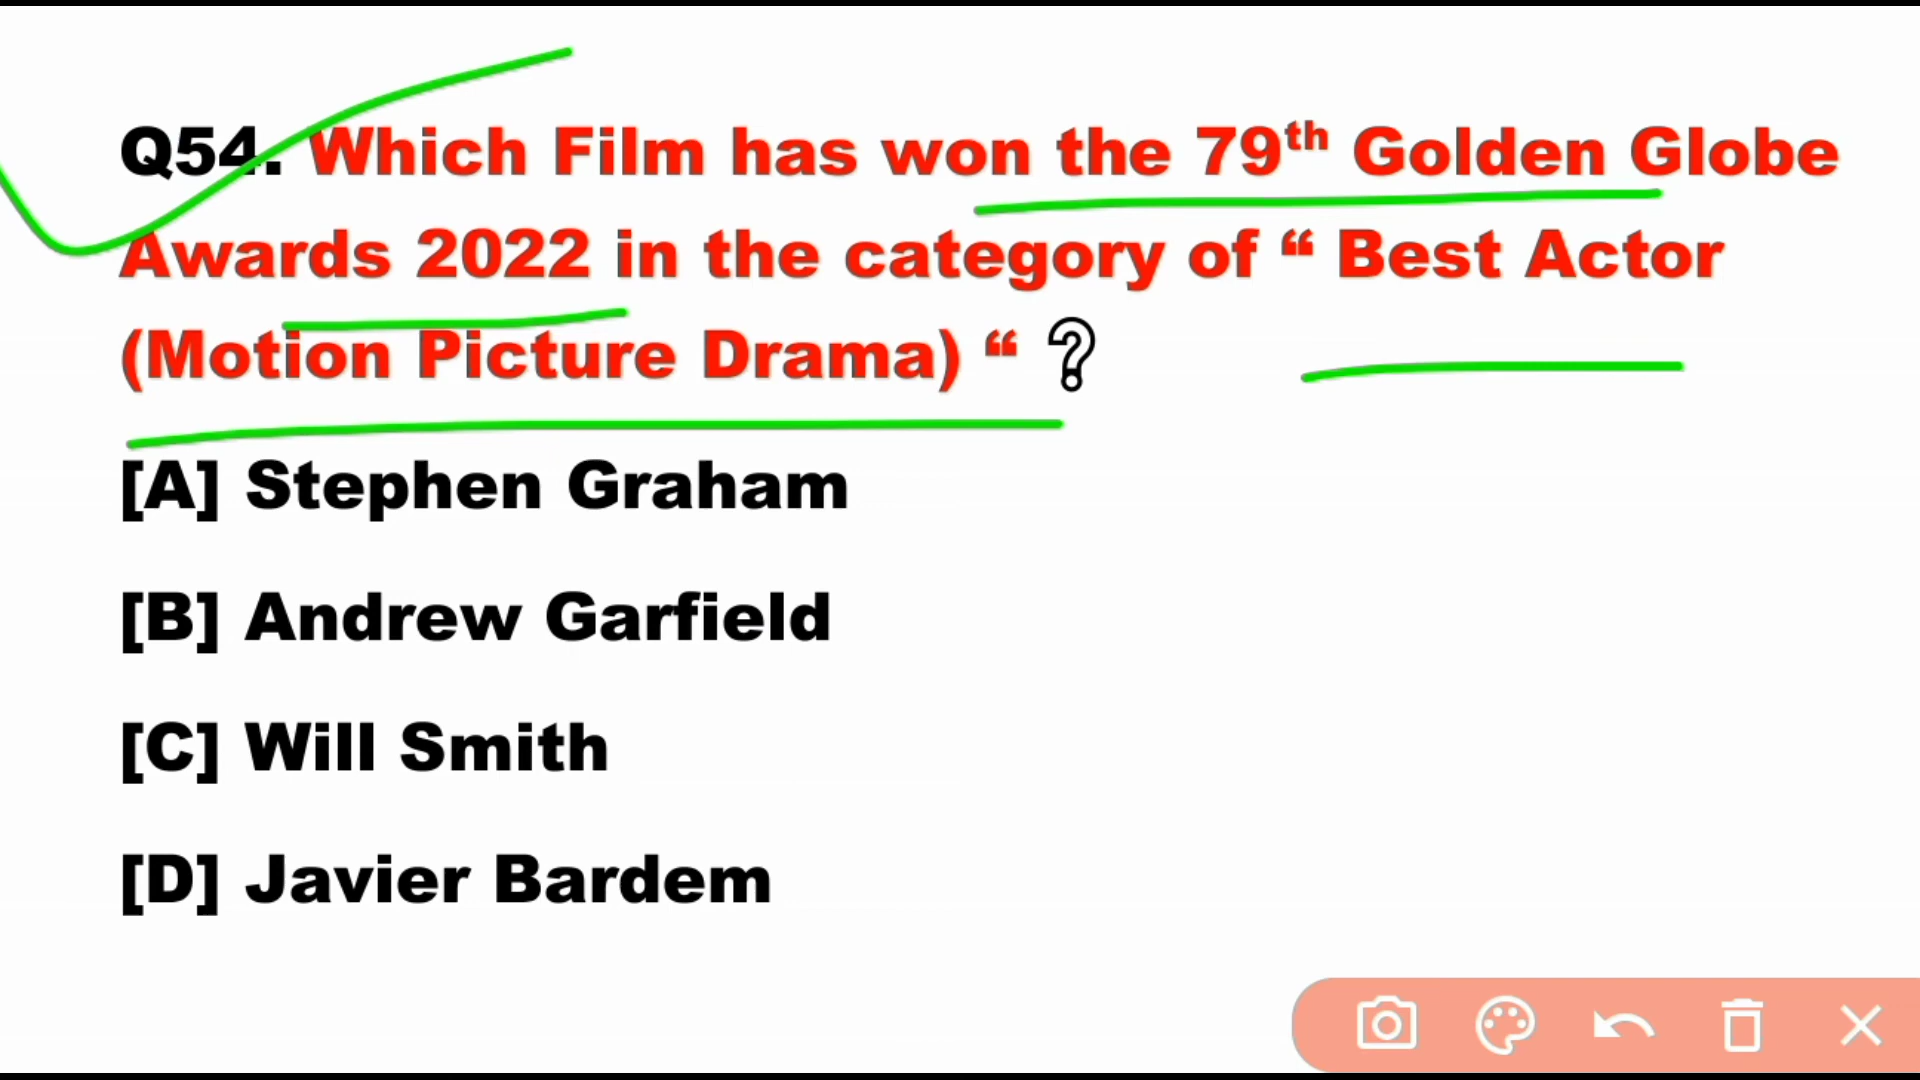 Q54. Which Film has won the 79th Golden Globe
Awards 2022 in the category of “ Best Actor
(Motion Picture Drama) “ ?
[A] Stephen Graham
[B] Andrew Garfield
[C] Will Smith
[D] Javier Bardem